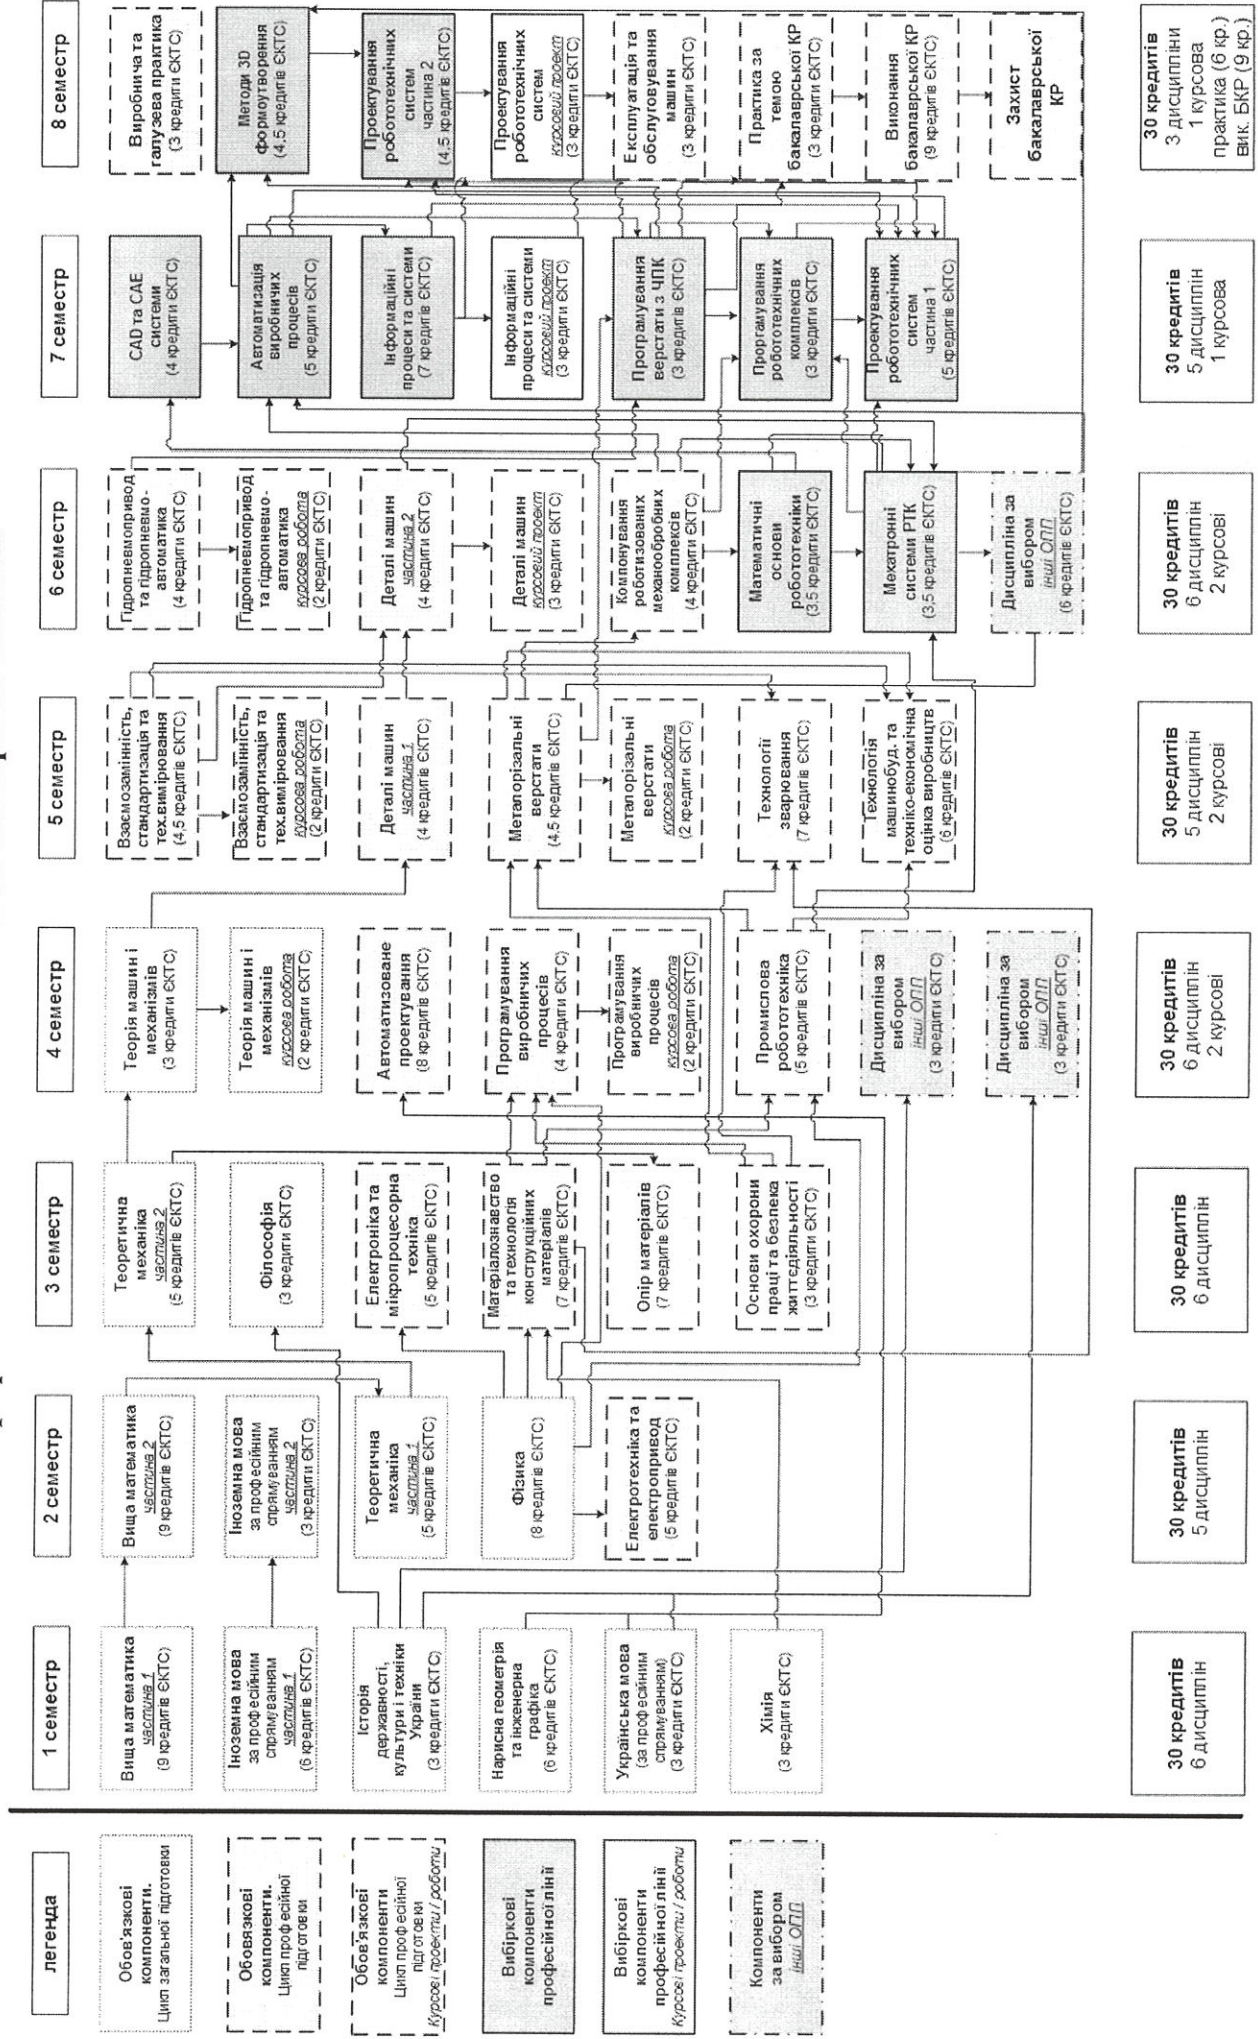 легенда
Обов'язкові
компоненти.
Цикл загальної підготовки
Обовязкові
компоненти.
Цикл професійної
підготовки
Обов'язкові
компоненти
Цикл професійної
підготовки
Курсові проекти / роботи
Вибіркові
компоненти
професійної лінії
Вибіркові
компоненти
професійної лінії
Курсові проекти / роботи
Компоненти
за вибором
інші ОПП
1 семестр
Вища математика
частина 1
(9 кредитів ЄКТС)
Іноземна мова
за професійним
спрямуванням
частина 1
(6 кредитів ЄКТС)
Історія
державності,
культури і техніки
України
(3 кредити ЄКТС)
Нарисна геометрія
та інженерна
графіка
(6 кредитів ЄКТС)
Українська мова
(за професійним
спрямуванням)
(3 кредити ЄКТС)
Хімія
(3 кредити ЄКТС)
30 кредитів
6 дисциплін
2 семестр
Вища математика
частина 2
(9 кредитів ЄКТС)
Іноземна мова
за професійним
спрямуванням
частина 2
(3 кредити ЄКТС)
Теоретична
механіка
частина 1
(5 кредитів ЄКТС)
Фізика
(8 кредитів ЄКТС)
Електротехніка та
електропривод
(5 кредитів ЄКТС)
30 кредитів
5 дисциплін
3 семестр
Теоретична
механіка
частина 2
(5 кредитів ЄКТС)
Філософія
(3 кредити ЄКТС)
Електроніка та
мікропроцесорна
техніка
(5 кредитів ЄКТС)
Матеріалознавство
та технологія
конструкційних
матеріалів
(7 кредитів ЄКТС)
Опір матеріалів
(7 кредитів ЄКТС)
Основи охорони
праці та безпека
життєдіяльності
(3 кредити ЄКТС)
30 кредитів
6 дисциплін
4 семестр
Теорія машин і
механізмів
(3 кредити ЄКТС)
Теорія машин і
механізмів
курсова робота
(2 кредити ЄКТС)
Автоматизоване
проектування
(8 кредитів ЄКТС)
Програмування
виробничих
процесів
(4 кредити ЄКТС)
Програмування
виробничих
процесів
курсова робота
(2 кредити ЄКТС)
Промислова
робототехніка
(5 кредитів ЄКТС)
Дисципліна за
вибором
інші ОПП
(3 кредити ЄКТС)
Дисципліна за
вибором
інші ОПП
(3 кредити ЄКТС)
30 кредитів
6 дисциплін
2 курсові
5 семестр
Взаємозамінність,
стандартизація та
тех.вимірювання
(4,5 кредитів ЄКТС)
Взаємозамінність,
стандартизація та
тех.вимірювання
курсова робота
(2 кредити ЄКТС)
Деталі машин
частина 1
(4 кредити ЄКТС)
Металорізальні
верстати
(4,5 кредитів ЄКТС)
Металорізальні
верстати
курсова робота
(2 кредити ЄКТС)
Технології
зварювання
(7 кредитів ЄКТС)
Технологія
машинобуд. та
техніко-економічна
оцінка виробництв
(6 кредитів ЄКТС)
30 кредитів
5 дисциплін
2 курсові
6 семестр
Гідропневмопривод
та гідропневмо-
автоматика
(4 кредити ЄКТС)
Гідропневмопривод
та гідропневмо-
автоматика
курсова робота
(2 кредити ЄКТС)
Деталі машин
частина 2
(4 кредити ЄКТС)
Деталі машин
курсовий проект
(3 кредити ЄКТС)
Компонування
роботизованих
механообробних
комплексів
(4 кредити ЄКТС)
Математичні
основи
робототехніки
(3,5 кредитів ЄКТС)
Мехатронні
системи РТК
(3,5 кредитів ЄКТС)
Дисципліна за
вибором
інші ОПП
(6 кредитів ЄКТС)
30 кредитів
6 дисциплін
2 курсові
7 семестр
CAD та CAE
системи
(4 кредити ЄКТС)
Автоматизація
виробничих
процесів
(5 кредитів ЄКТС)
Інформаційні
процеси та системи
(7 кредитів ЄКТС)
Інформаційні
процеси та системи
курсовий проект
(3 кредити ЄКТС)
Програмування
верстати з ЧПК
(3 кредитів ЄКТС)
Проргамування
робототехнічних
комплексів
(3 кредити ЄКТС)
Проектування
робототехнічних
систем
частина 1
(5 кредитів ЄКТС)
30 кредитів
5 дисциплін
1 курсова
8 семестр
Виробнича та
галузева практика
(3 кредити ЄКТС)
Методи 3D
формоутворення
(4,5 кредитів ЄКТС)
Проектування
робототехнічних
систем
частина 2
(4,5 кредитів ЄКТС)
Проектування
робототехнічних
систем
курсовий проект
(3 кредити ЄКТС)
Експлуатація та
обслуговування
машин
(3 кредити ЄКТС)
Практика за
темою
бакалаврської КР
(3 кредити ЄКТС)
Виконання
бакалаврської КР
(9 кредитів ЄКТС)
Захист
бакалаврської
КР
30 кредитів
3 дисципліни
1 курсова
практика (6 кр.)
вик. БКР (9 кр.)